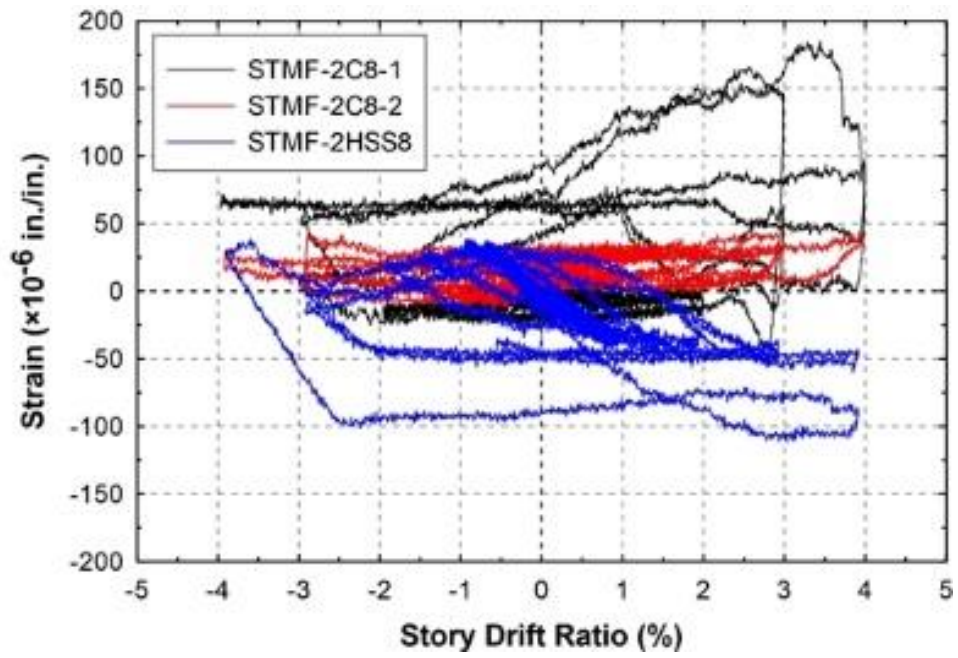 STMF-2C8-1
STMF-2C8-2
STMF-2HSS8
200
150
100
50
0
-50
-100
-150
-200
Strain (×10⁻⁶ in./in.)
-5 -4 -3 -2 -1 0 1 2 3 4 5
Story Drift Ratio (%)